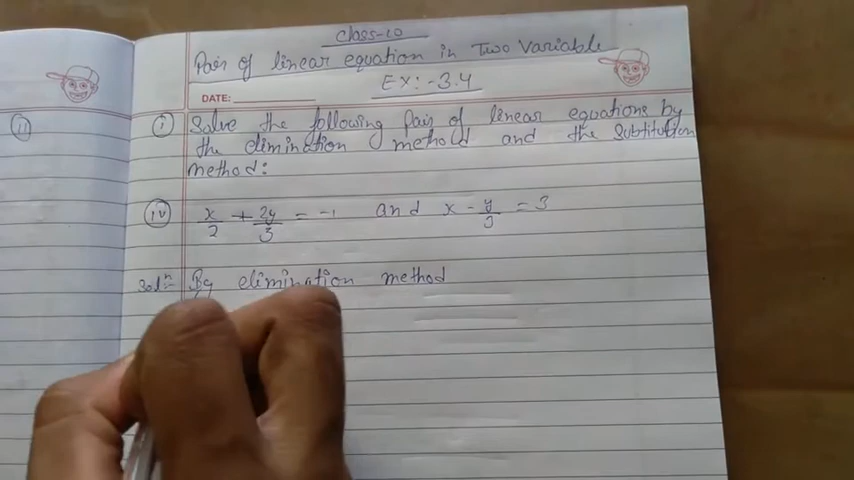 Class-10
Pair of linear equation in Two Variable
EX:-3.4
DATE:
(ii)
(i) Solve the following pair of linear equations by
the elimination method and the Subtitution
method:
(iv) x/2 + 2y/3 = -1 and x - y/3 = 3
Solⁿ:- By elimination method